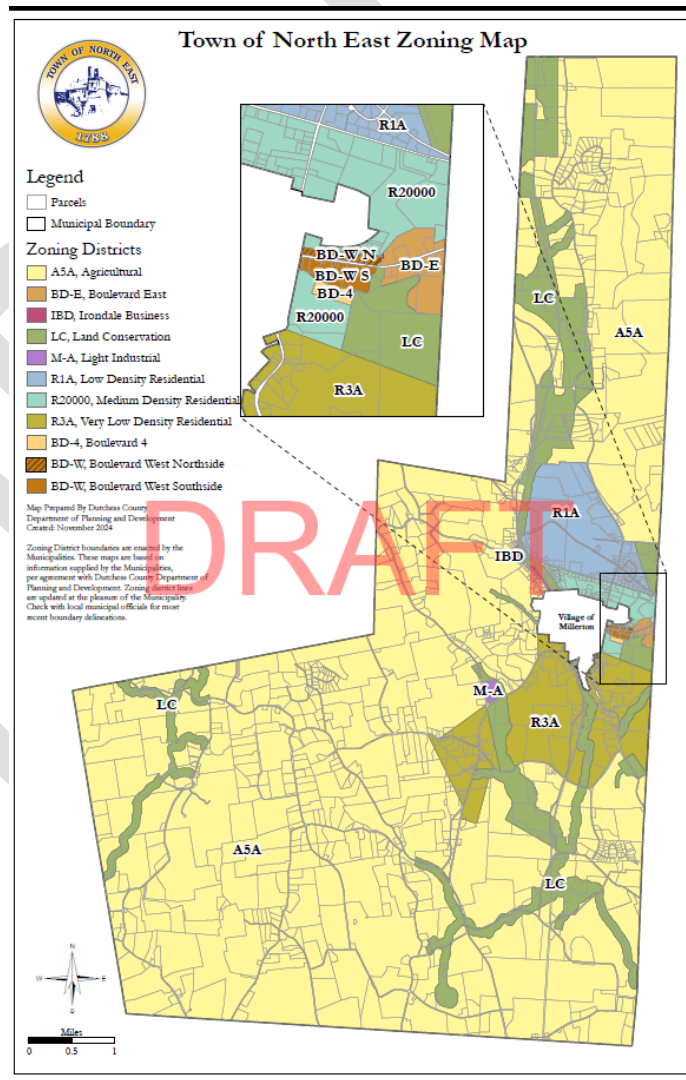 Town of North East Zoning Map
TOWN OF NORTH EAST
1788
Legend
Parcels
Municipal Boundary
Zoning Districts
A5A, Agricultural
BD-E, Boulevard East
IBD, Irondale Business
LC, Land Conservation
M-A, Light Industrial
R1A, Low Density Residential
R20000, Medium Density Residential
R3A, Very Low Density Residential
BD-4, Boulevard 4
BD-W, Boulevard West Northside
BD-W, Boulevard West Southside
Map Prepared By Dutchess County
Department of Planning and Development
Created: November 2024
Zoning District boundaries are enacted by the
Municipalities. These maps are based on
information supplied by the Municipalities,
per agreement with Dutchess County Department of
Planning and Development. Zoning district lines
are updated at the pleasure of the Municipality.
Check with local municipal officials for most
recent boundary delineations.
R1A
R20000
BD-W N
BD-E
BD-W S
BD-4
R20000
LC
R3A
LC
A5A
R1A
DRAFT
IBD
Village of
Millerton
M-A
LC
R3A
A5A
LC
N
W
E
S
Miles
0 0.5 1